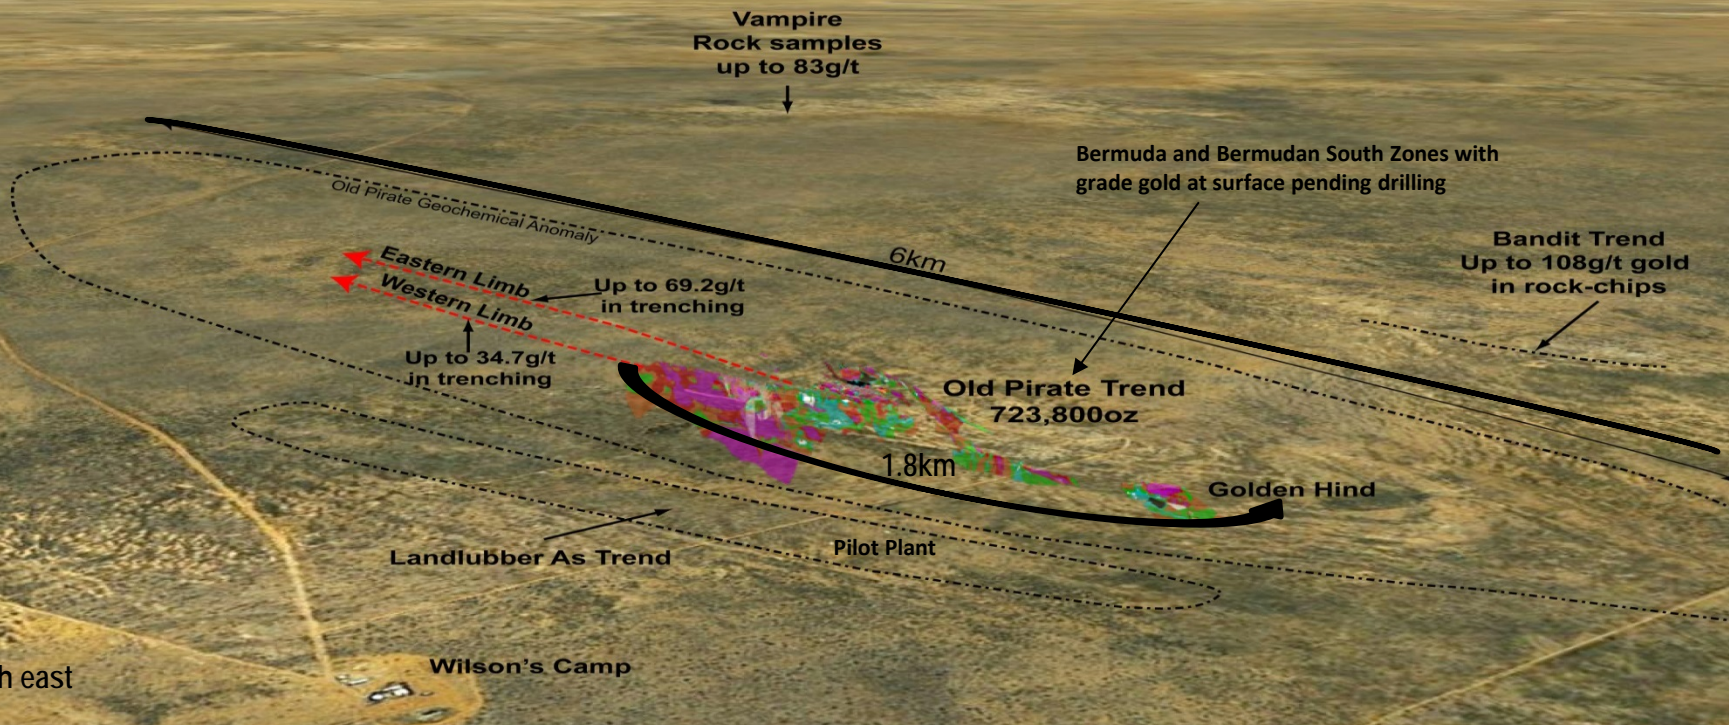 Vampire
Rock samples
up to 83g/t
Bermuda and Bermudan South Zones with
grade gold at surface pending drilling
Old Pirate Geochemical Anomaly
6km
Bandit Trend
Up to 108g/t gold
in rock-chips
Eastern Limb
Western Limb
Up to 69.2g/t
in trenching
Up to 34.7g/t
in trenching
Old Pirate Trend
723,800oz
1.8km
Golden Hind
Landlubber As Trend
Pilot Plant
Wilson's Camp
h east